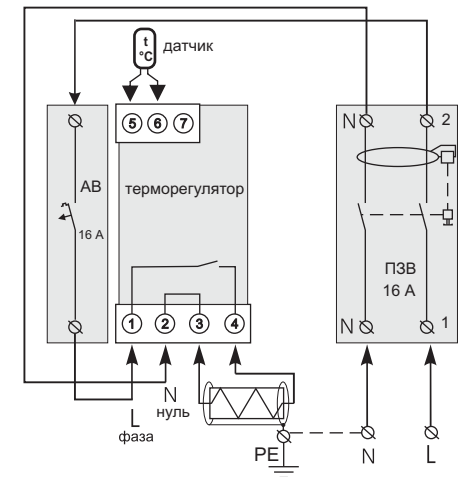 t
°C
датчик
5 6 7
N 2
АВ
терморегулятор
16 А
ПЗВ
16 А
N 1
1 2 3 4
L
фаза
N
нуль
PE
N
L